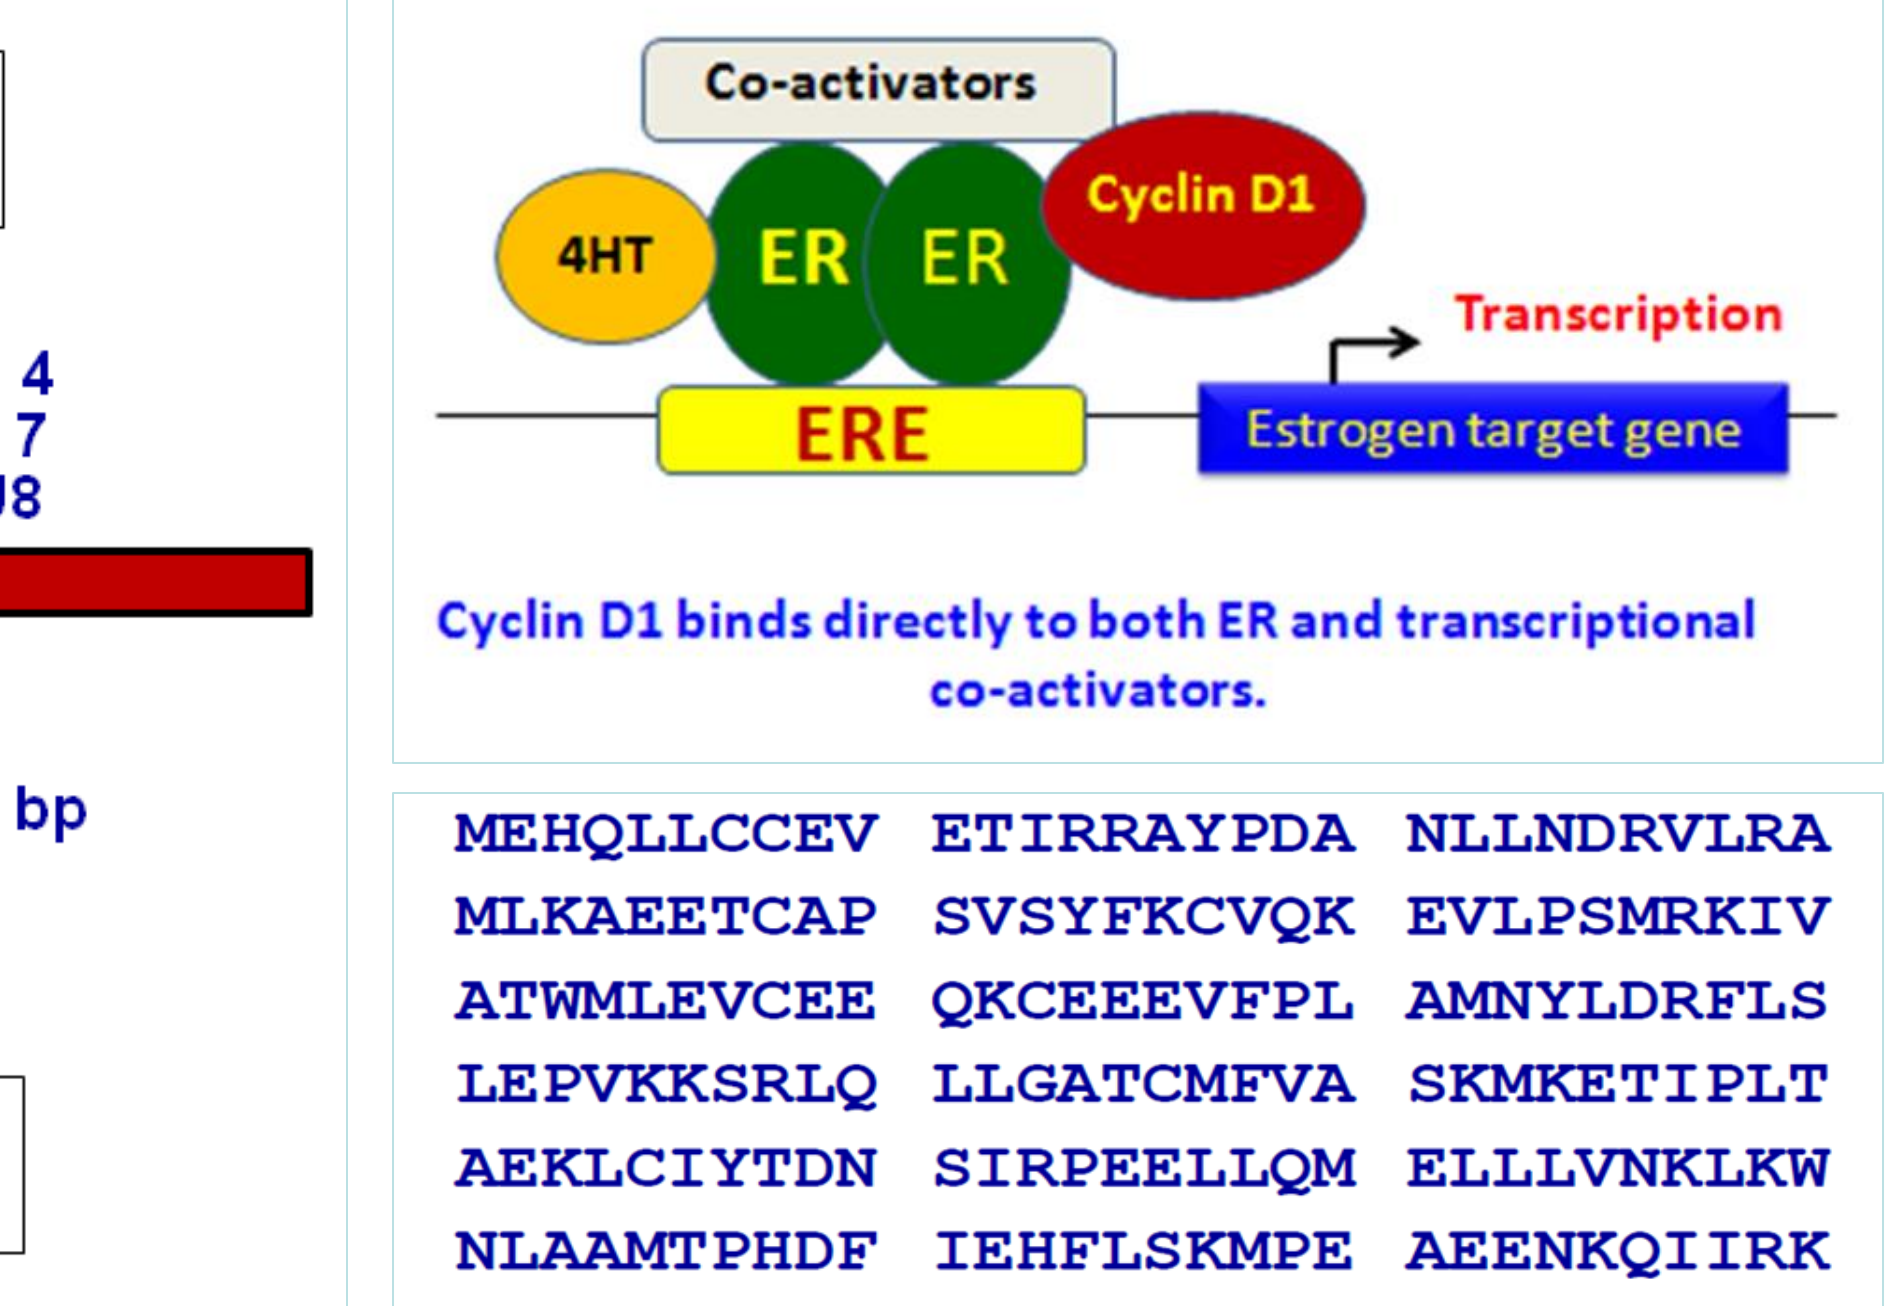 4
7
8
bp
Co-activators
4HT
ER
ER
Cyclin D1
Transcription
ERE
Estrogen target gene
Cyclin D1 binds directly to both ER and transcriptional
co-activators.
MEHQLLCCEV ETIRRAYPDA NLLNDRVLRA
MLKAEETCAP SVSYFKCVQK EVLPSMRKIV
ATWMLEVCEE QKCEEEVFPL AMNYLDRFLS
LEPVKKSRLQ LLGATCMFVA SKMKETIPLT
AEKLCIYTDN SIRPEELLQM ELLLVNKLKW
NLAAMTPHDF IEHFLSKMPE AEENKQIIRK